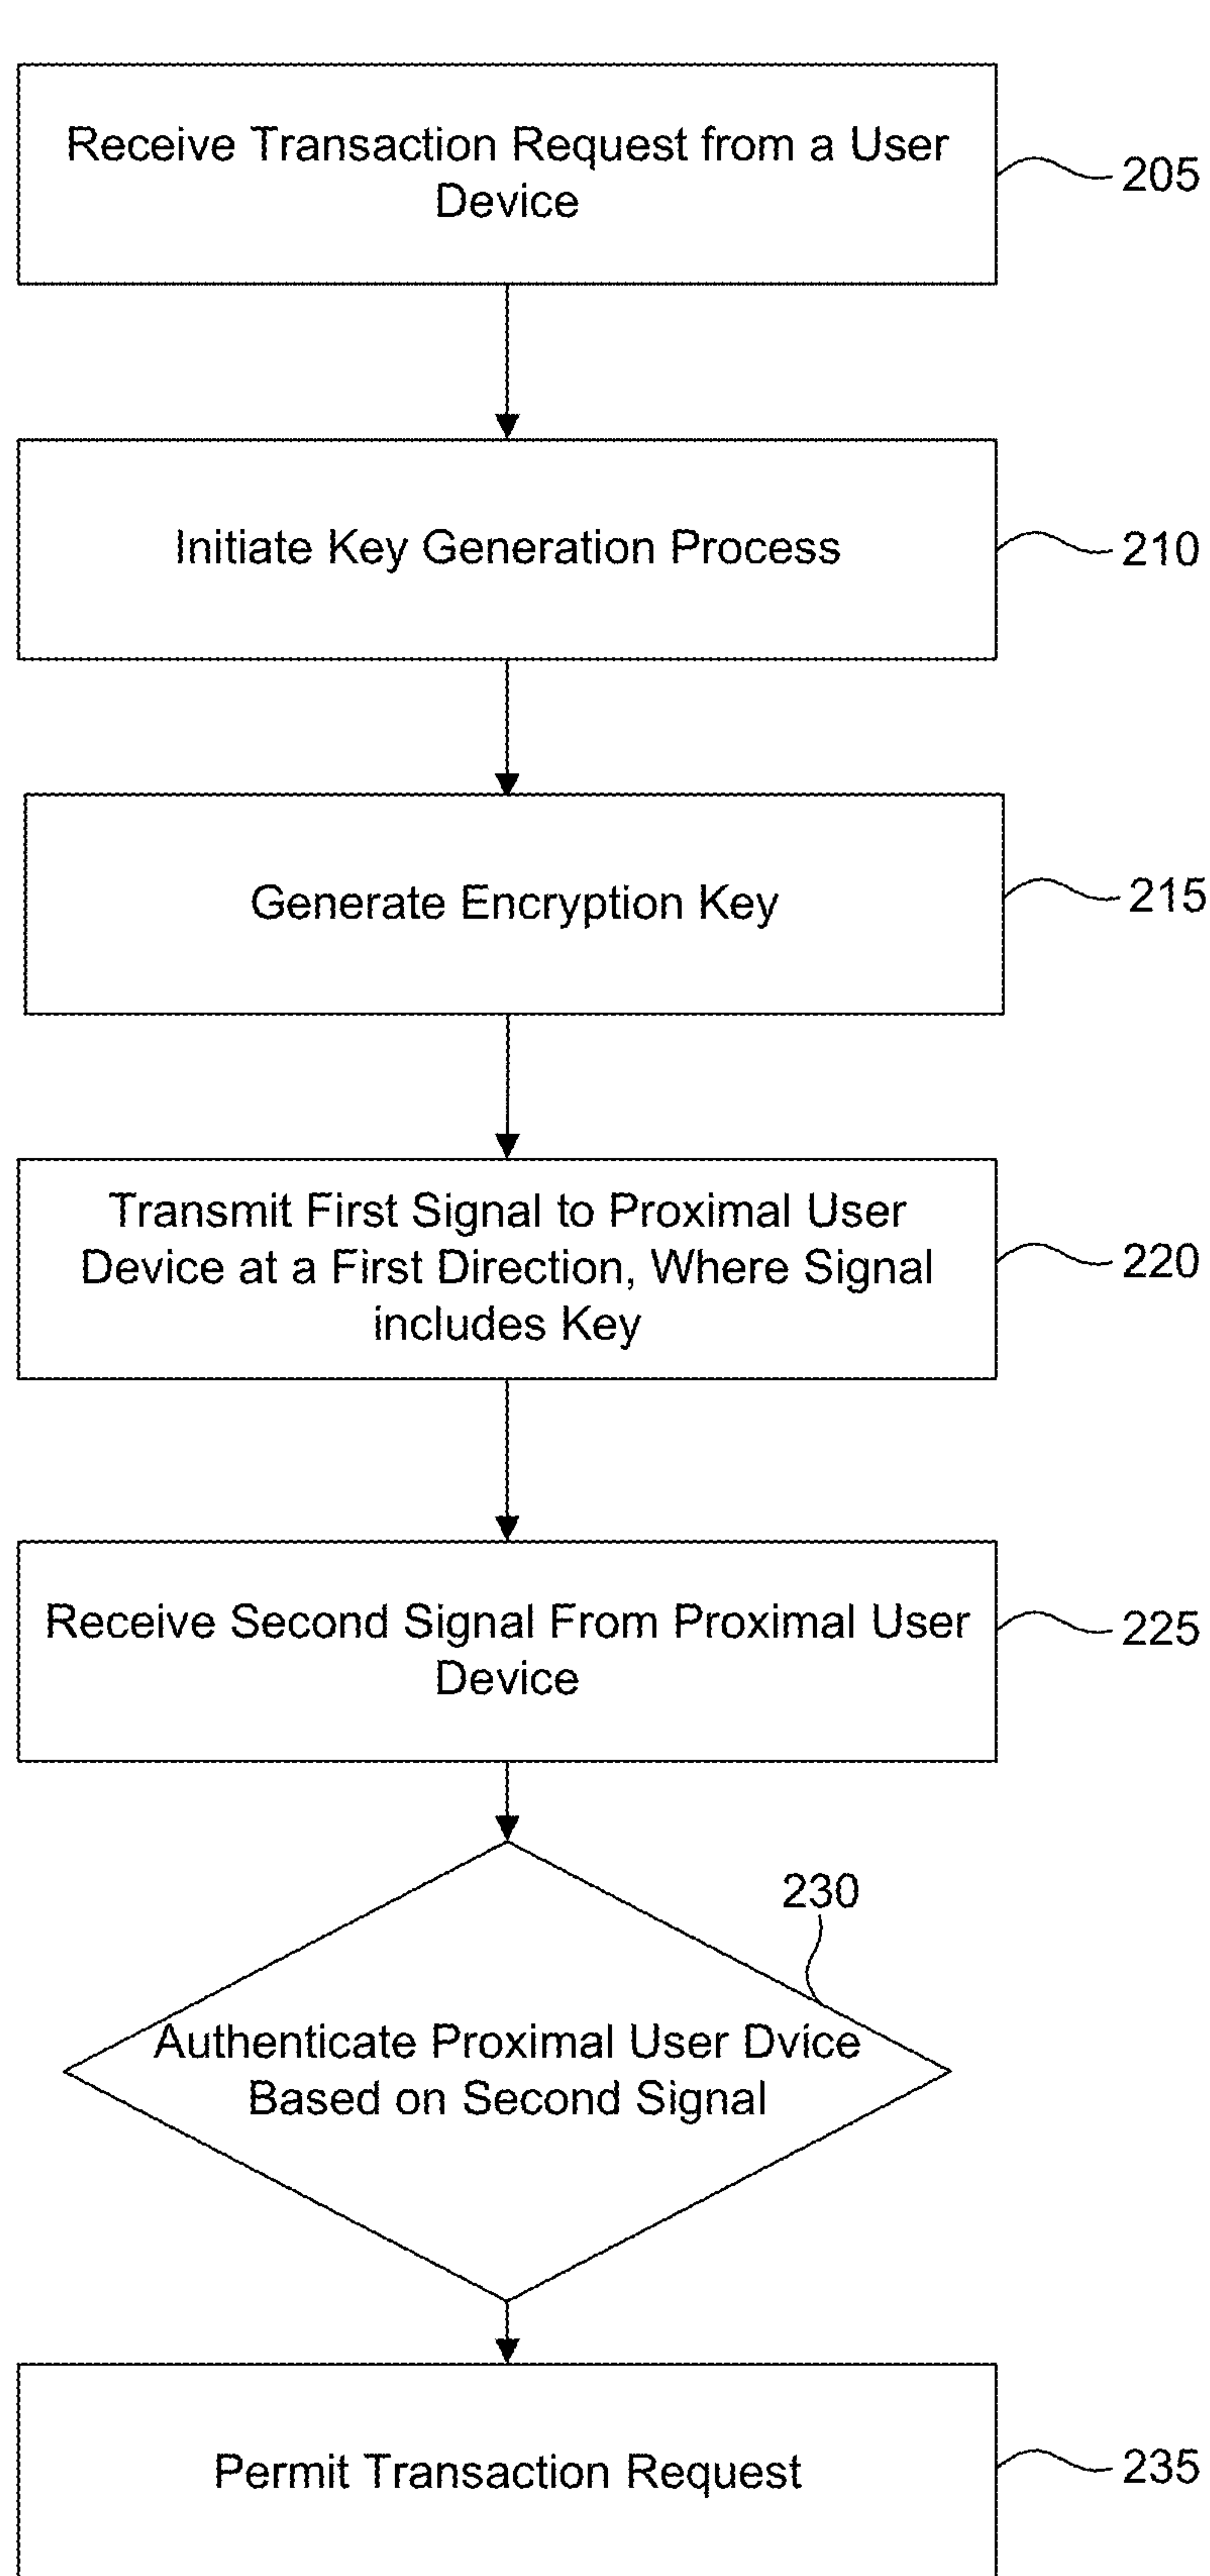 Receive Transaction Request from a User
Device
205
Initiate Key Generation Process
210
Generate Encryption Key
215
Transmit First Signal to Proximal User
Device at a First Direction, Where Signal
includes Key
220
Receive Second Signal From Proximal User
Device
225
230
Authenticate Proximal User Dvice
Based on Second Signal
Permit Transaction Request
235